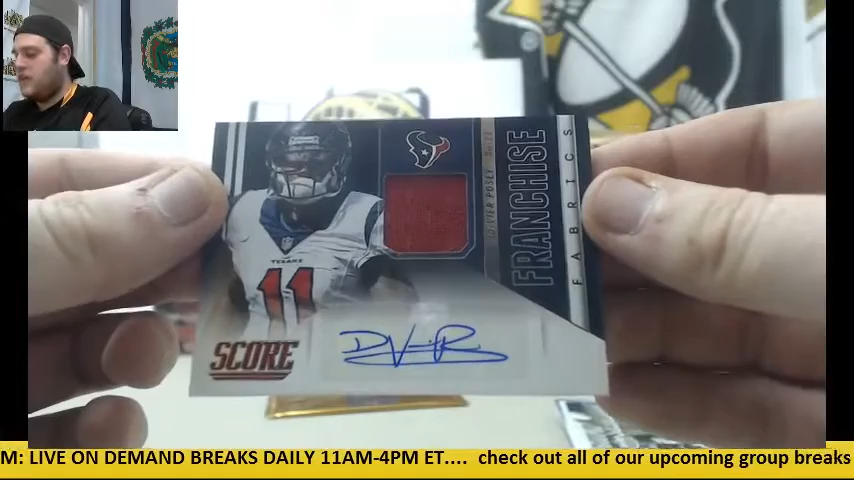 FRANCHISE
FABRICS
POSEY
TEXANS
11
SCORE
M: LIVE ON DEMAND BREAKS DAILY 11AM-4PM ET.... check out all of our upcoming group breaks